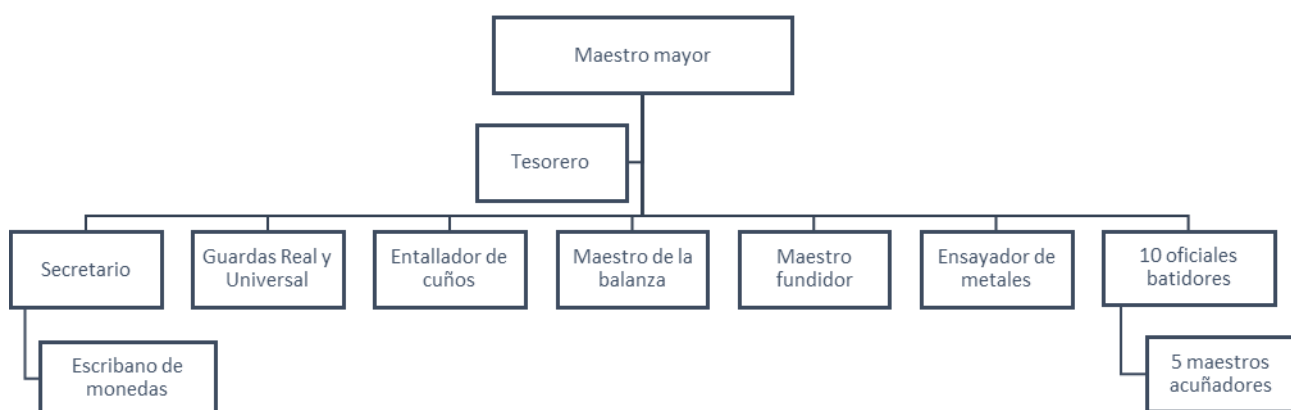 Maestro mayor
Tesorero
Secretario
Guardas Real y
Universal
Entallador de
cuños
Maestro de la
balanza
Maestro
fundidor
Ensayador de
metales
10 oficiales
batidores
Escribano de
monedas
5 maestros
acuñadores